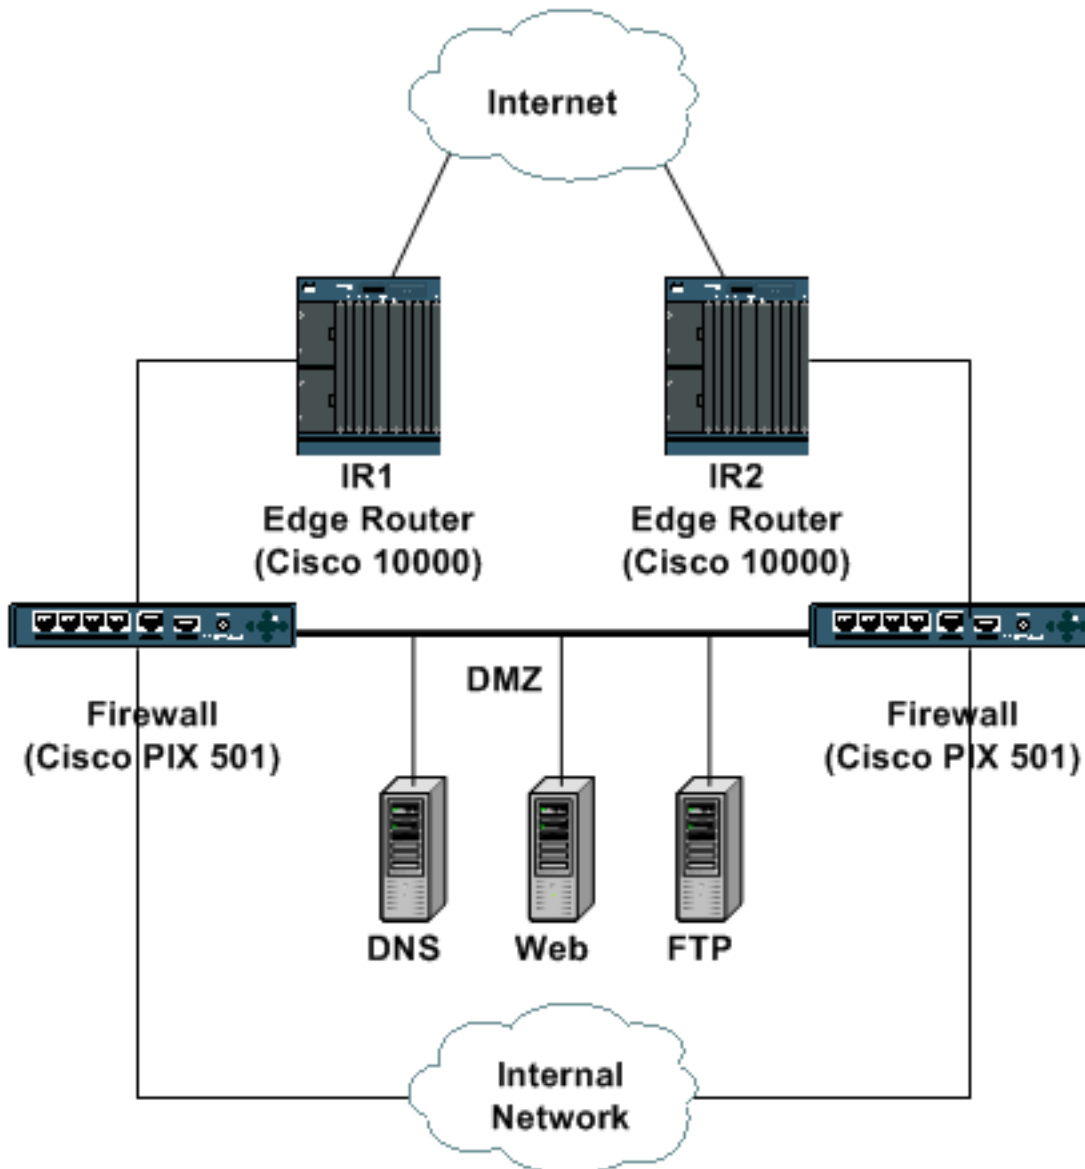 Internet
IR1
Edge Router
(Cisco 10000)
IR2
Edge Router
(Cisco 10000)
DMZ
Firewall
(Cisco PIX 501)
Firewall
(Cisco PIX 501)
DNS
Web
FTP
Internal
Network